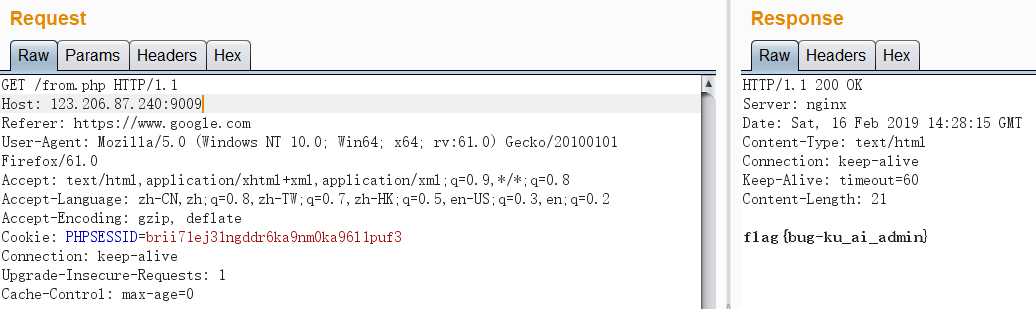 Request
Raw Params Headers Hex
GET /from.php HTTP/1.1
Host: 123.206.87.240:9009
Referer: https://www.google.com
User-Agent: Mozilla/5.0 (Windows NT 10.0; Win64; x64; rv:61.0) Gecko/20100101
Firefox/61.0
Accept: text/html,application/xhtml+xml,application/xml;q=0.9,*/*;q=0.8
Accept-Language: zh-CN,zh;q=0.8,zh-TW;q=0.7,zh-HK;q=0.5,en-US;q=0.3,en;q=0.2
Accept-Encoding: gzip, deflate
Cookie: PHPSESSID=brii71ej31ngddr6ka9nm0ka96l1puf3
Connection: keep-alive
Upgrade-Insecure-Requests: 1
Cache-Control: max-age=0
Response
Raw Headers Hex
HTTP/1.1 200 OK
Server: nginx
Date: Sat, 16 Feb 2019 14:28:15 GMT
Content-Type: text/html
Connection: keep-alive
Keep-Alive: timeout=60
Content-Length: 21
flag{bug-ku_ai_admin}